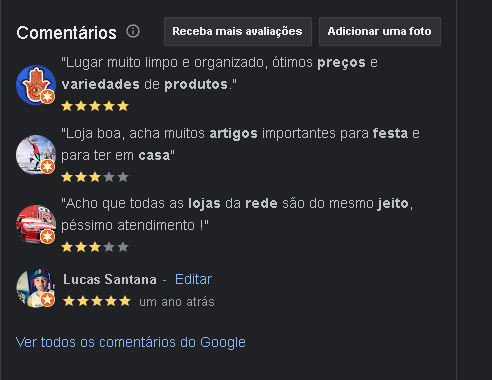 Comentários
Receba mais avaliações
Adicionar uma foto
"Lugar muito limpo e organizado, ótimos preços e
variedades de produtos."
"Loja boa, acha muitos artigos importantes para festa e
para ter em casa"
"Acho que todas as lojas da rede são do mesmo jeito,
péssimo atendimento !"
Lucas Santana - Editar
um ano atrás
Ver todos os comentários do Google